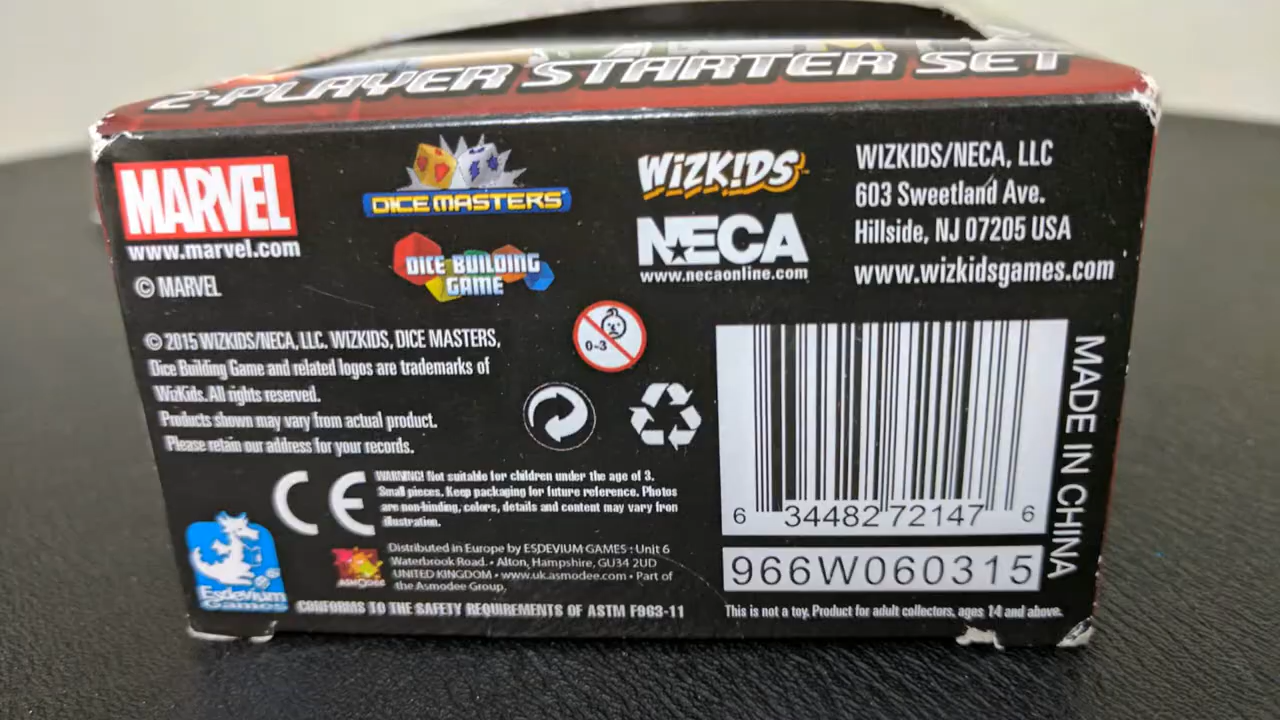 2-PLAYER STARTER SET
MARVEL
www.marvel.com
© MARVEL
DICE MASTERS
DICE BUILDING
GAME
WIZKIDS
NECA
www.necaonline.com
WIZKIDS/NECA, LLC
603 Sweetland Ave.
Hillside, NJ 07205 USA
www.wizkidsgames.com
© 2015 WIZKIDS/NECA, LLC. WIZKIDS, DICE MASTERS,
Dice Building Game and related logos are trademarks of
WizKids. All rights reserved.
Products shown may vary from actual product.
Please retain our address for your records.
0-3
CE
WARNING! Not suitable for children under the age of 3.
Small pieces. Keep packaging for future reference. Photos
are non-binding, colors, details and content may vary from
illustration.
Esdevium
Games
ASMODEE
Distributed in Europe by ESDEVIUM GAMES : Unit 6
Waterbrook Road. • Alton, Hampshire, GU34 2UD
UNITED KINGDOM • www.uk.asmodee.com • Part of
the Asmodee Group,
CONFORMS TO THE SAFETY REQUIREMENTS OF ASTM F963-11
6 34482 72147 6
966W060315
MADE IN CHINA
This is not a toy. Product for adult collectors, ages 14 and above.